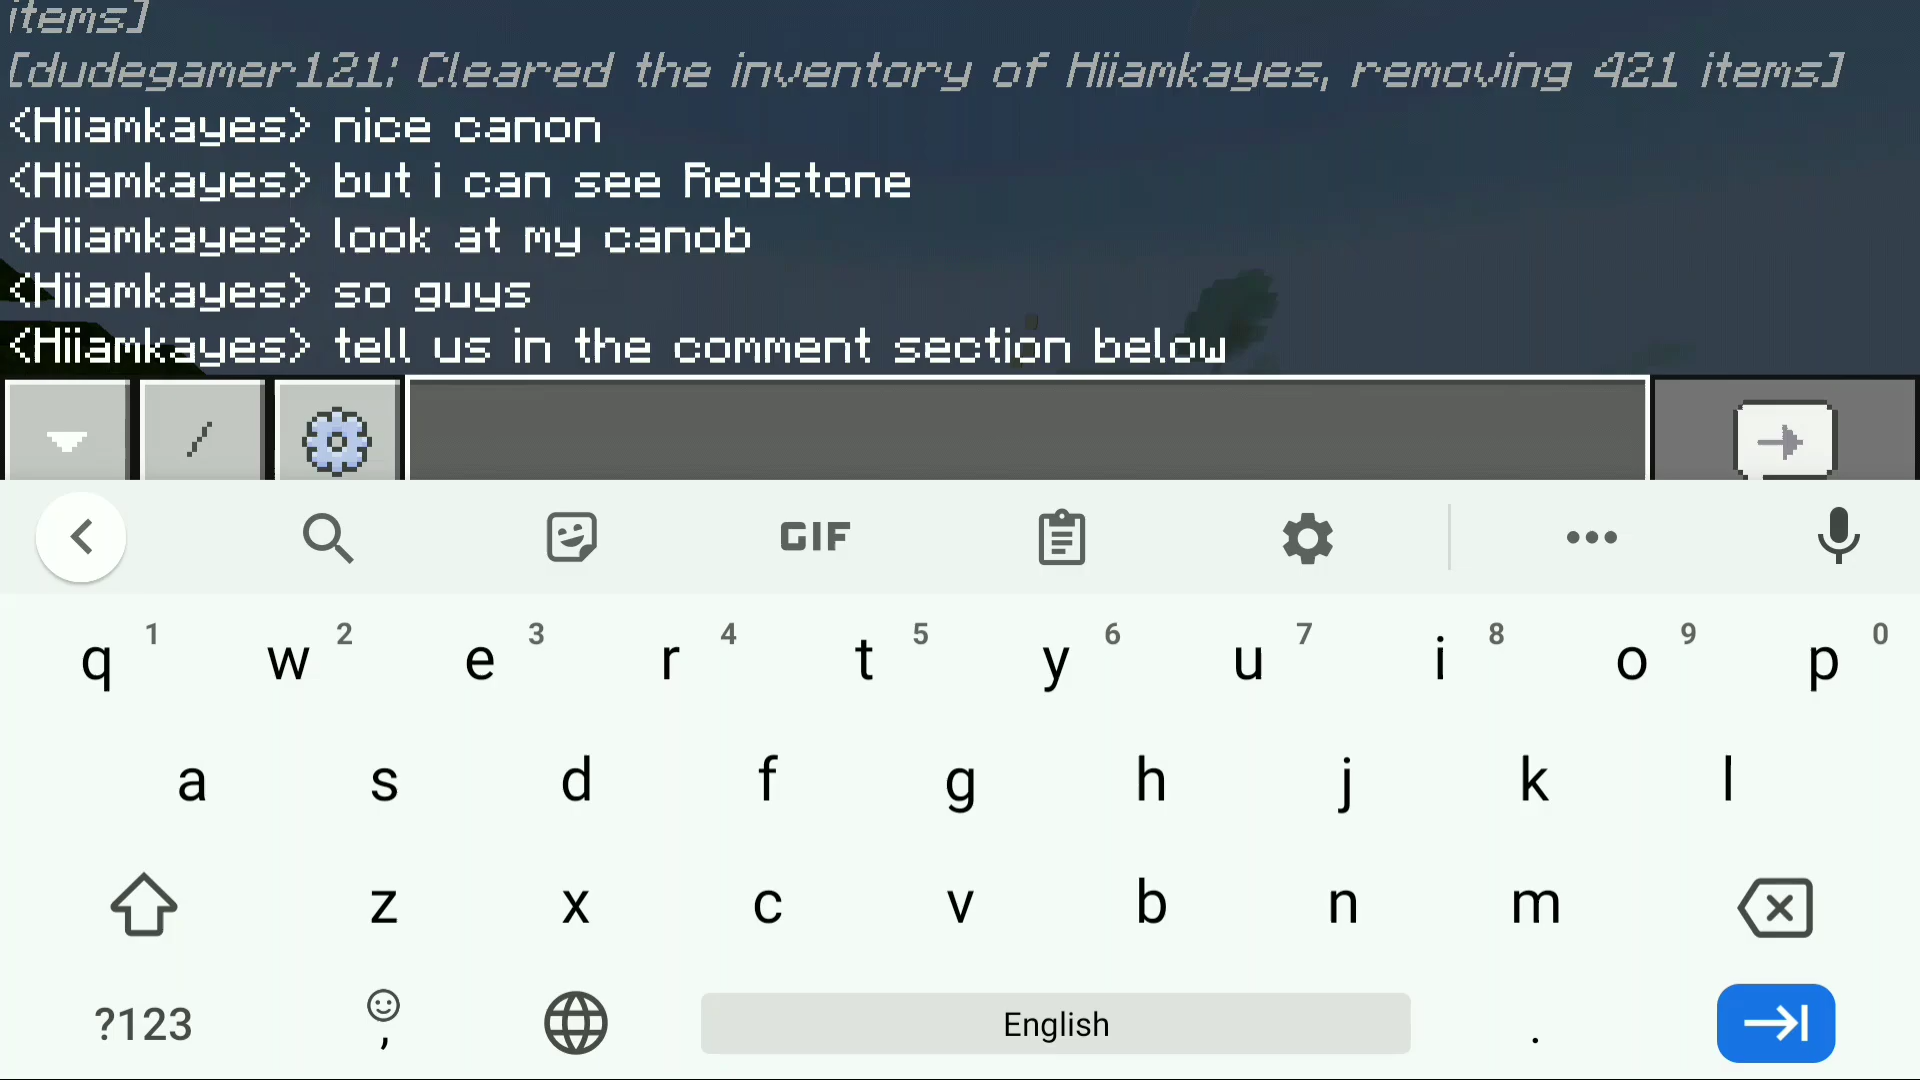 items]
[dudegamer121: Cleared the inventory of Hiiamkayes, removing 421 items]
<Hiiamkayes> nice canon
<Hiiamkayes> but i can see Redstone
<Hiiamkayes> look at my canob
<Hiiamkayes> so guys
<Hiiamkayes> tell us in the comment section below
/
GIF
q 1 w 2 e 3 r 4 t 5 y 6 u 7 i 8 o 9 p 0
a s d f g h j k l
z x c v b n m
?123 , English .